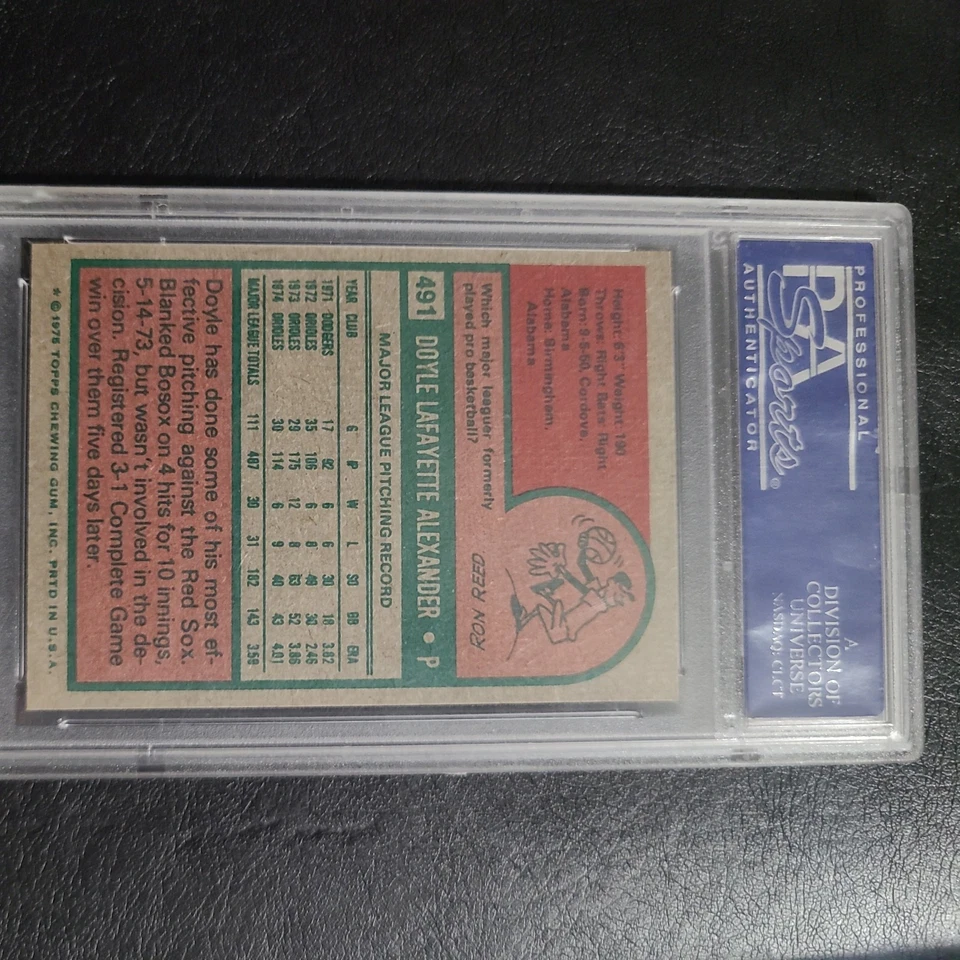 PROFESSIONAL
PSA
Sports®
AUTHENTICATOR
A
DIVISION OF
COLLECTORS
UNIVERSE
NASDAQ: CLCT
Height: 6'3" Weight: 190
Throws: Right Bats: Right
Born: 9-5-50, Cordova,
Alabama
Home: Birmingham,
Alabama
Which major leaguer formerly
played pro basketball?
RON REED
491 DOYLE LAFAYETTE ALEXANDER • P
MAJOR LEAGUE PITCHING RECORD
YEAR CLUB G IP W L SO BB ERA
1971 DODGERS 17 92 6 6 30 18 3.82
1972 ORIOLES 35 106 6 8 49 30 2.46
1973 ORIOLES 29 175 12 8 63 52 3.86
1974 ORIOLES 30 114 6 9 40 43 4.01
MAJOR LEAGUE TOTALS 111 487 30 31 182 143 3.58
Doyle has done some of his most ef-
fective pitching against the Red Sox.
Blanked Bosox on 4 hits for 10 innings,
5-14-73, but wasn't involved in the de-
cision. Registered 3-1 Complete Game
win over them five days later.
* © 1975 TOPPS CHEWING GUM, INC. PRTD IN U.S.A.